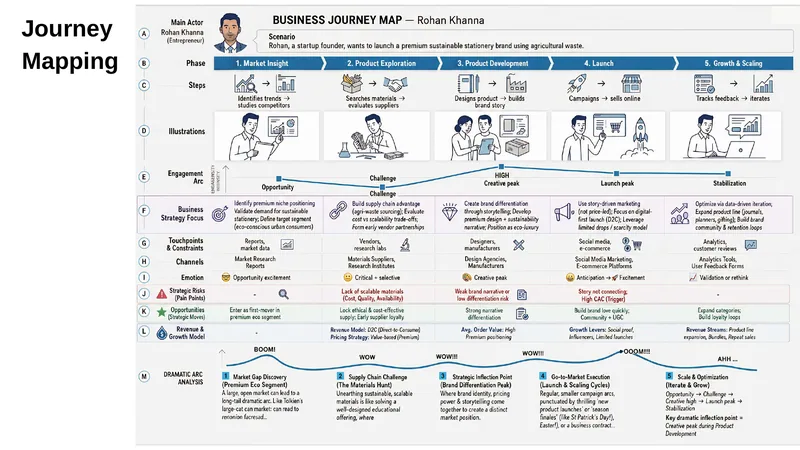 Journey
Mapping
BUSINESS JOURNEY MAP — Rohan Khanna
A
Main Actor
Rohan Khanna
(Entrepreneur)
Scenario
Rohan, a startup founder, wants to launch a premium sustainable stationery brand using agricultural waste.
B
Phase
1. Market Insight
2. Product Exploration
3. Product Development
4. Launch
5. Growth & Scaling
C
Steps
Identifies trends →
studies competitors
Searches materials →
evaluates suppliers
Designs product → builds
brand story
Campaigns → sells online
Tracks feedback → iterates
D
Illustrations
E
Engagement
Arc
Opportunity
Challenge
Challenge
HIGH
Creative peak
Launch peak
Stabilization
F
Business
Strategy Focus
Identify premium niche positioning
Validate demand for sustainable
stationery; Define target segment
(eco-conscious urban consumers)
Build supply chain advantage
(agri-waste sourcing); Evaluate
cost vs scalability trade-offs;
Form early vendor partnerships
Create brand differentiation
through storytelling; Develop
premium design + sustainability
narrative; Position as eco-luxury
Use story-driven marketing
(not price-led); Focus on digital-
first launch (D2C); Leverage
limited drops / scarcity model
Optimize via data-driven iteration;
Expand product line (journals,
planners, gifting); Build brand
community & retention loops
G
Touchpoints
& Constraints
Reports,
market data
Vendors,
research labs
Designers,
manufacturers
Social media,
e-commerce
Analytics,
customer reviews
H
Channels
Market Research
Reports
Materials Suppliers,
Research Institutes
Design Agencies,
Manufacturers
Social Media Marketing,
E-commerce Platforms
Analytics Tools,
User Feedback Forms
I
Emotion
Opportunity excitement
Critical + selective
Creative peak
Anticipation → Excitement
Validation or rethink
J
Strategic Risks
(Pain Points)
-
Lack of scalable materials
(Cost, Quality, Availability)
Weak brand narrative
or low differentiation risk
Story not connecting;
High CAC (Trigger)
-
K
Opportunities
(Strategic Moves)
Enter as first-mover in
premium eco segment
Lack ethical & cost-effective
supply; Early supplier loyalty
Strong narrative
differentiation
Build brand love quickly;
Community + UGC
Expand categories;
Build loyalty loops
L
Revenue &
Growth Model
-
Revenue Model: D2C (Direct-to-Consumer)
Pricing Strategy: Value-based (Premium)
Avg. Order Value: High
Premium positioning
Growth Levers: Social proof,
Influencers, Limited launches
Revenue Streams: Product line
expansion, Bundles, Repeat sales
M
DRAMATIC ARC
ANALYSIS
BOOM!
WOW
WOW!!!
WOW!!!
OOOM!!!
AHH ...
1 Market Gap Discovery
(Premium Eco Segment)
A large, open market can lead to a
long-tail dramatic arc. Like Tolkien's
large-cat can market: can read to
2 Supply Chain Challenge
(The Materials Hunt)
Unearthing sustainable, scalable
materials is like solving a
well-designed educational
offering, where
3 Strategic Inflection Point
(Brand Differentiation Peak)
Where brand identity, pricing
power & storytelling come
together to create a distinct
market position.
4 Go-to-Market Execution
(Launch & Scaling Cycles)
Regular, smaller campaign arcs,
punctuated by thrilling 'new
product launches' or 'season
finales' (like St Patrick's Day!),
Easter!), or a business contract...
5 Scale & Optimization
(Iterate & Grow)
Opportunity → Challenge →
Creative high → Launch peak →
Stabilization
Key dramatic inflection point =
Creative peak during Product
Development